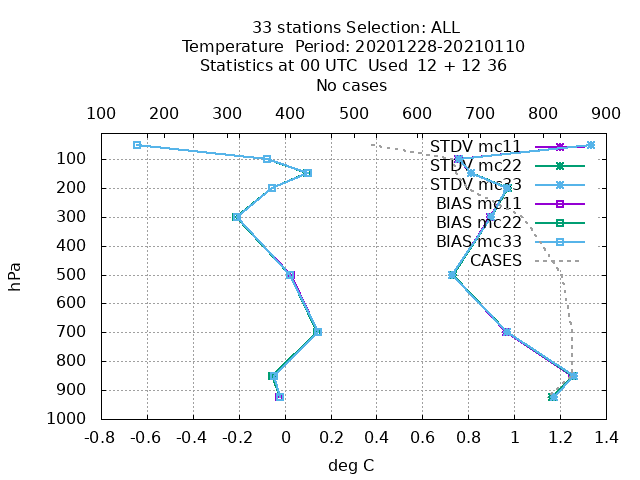 33 stations Selection: ALL
Temperature  Period: 20201228-20210110
Statistics at 00 UTC  Used  12 + 12 36
No cases
100 200 300 400 500 600 700 800 900
STDV mc11
STDV mc22
STDV mc33
BIAS mc11
BIAS mc22
BIAS mc33
CASES
hPa
100
200
300
400
500
600
700
800
900
1000
-0.8 -0.6 -0.4 -0.2 0 0.2 0.4 0.6 0.8 1 1.2 1.4
deg C